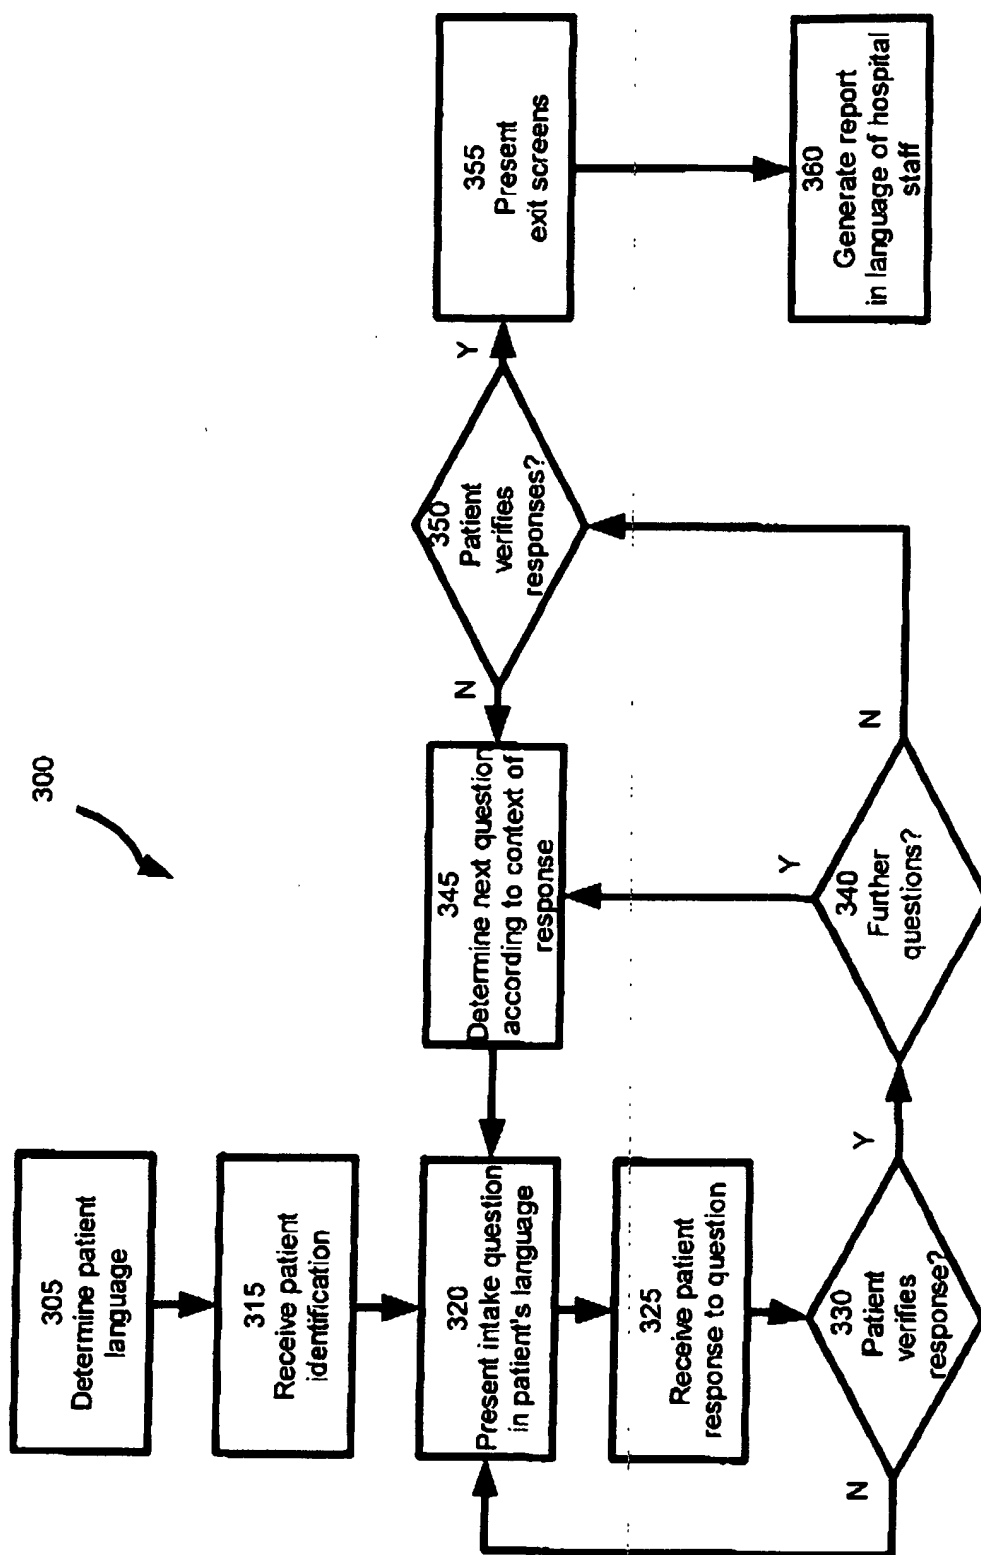 300
305
Determine patient
language
315
Receive patient
identification
320
Present intake question
in patient's language
325
Receive patient
response to question
330
Patient
verifies
response?
N
Y
340
Further
questions?
Y
N
345
Determine next question
according to context of
response
350
Patient
verifies
responses?
N
Y
355
Present
exit screens
360
Generate report
in language of hospital
staff